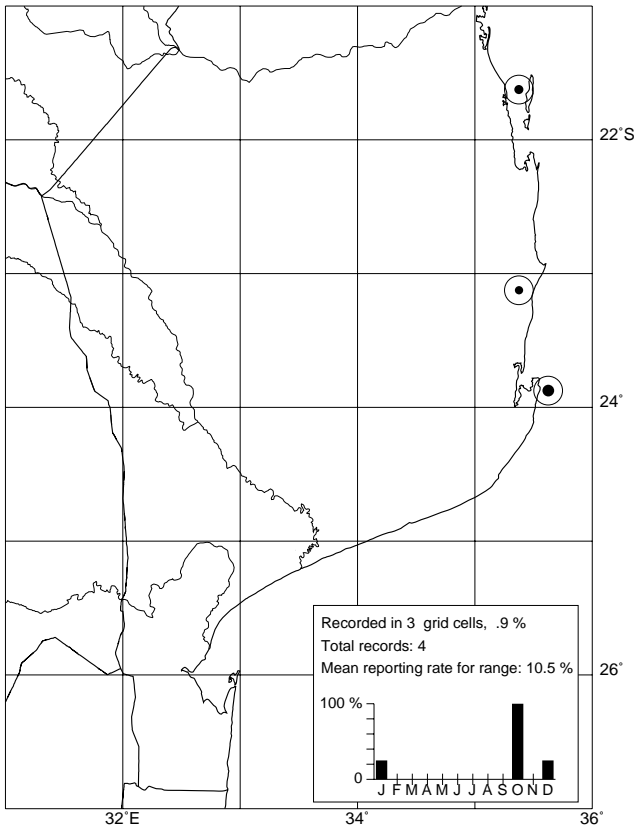 22˚S
24˚
Recorded in 3 grid cells, .9 %
Total records: 4
Mean reporting rate for range: 10.5 %
26˚
100 %
0
J F M A M J J A S O N D
32˚E
34˚
36˚